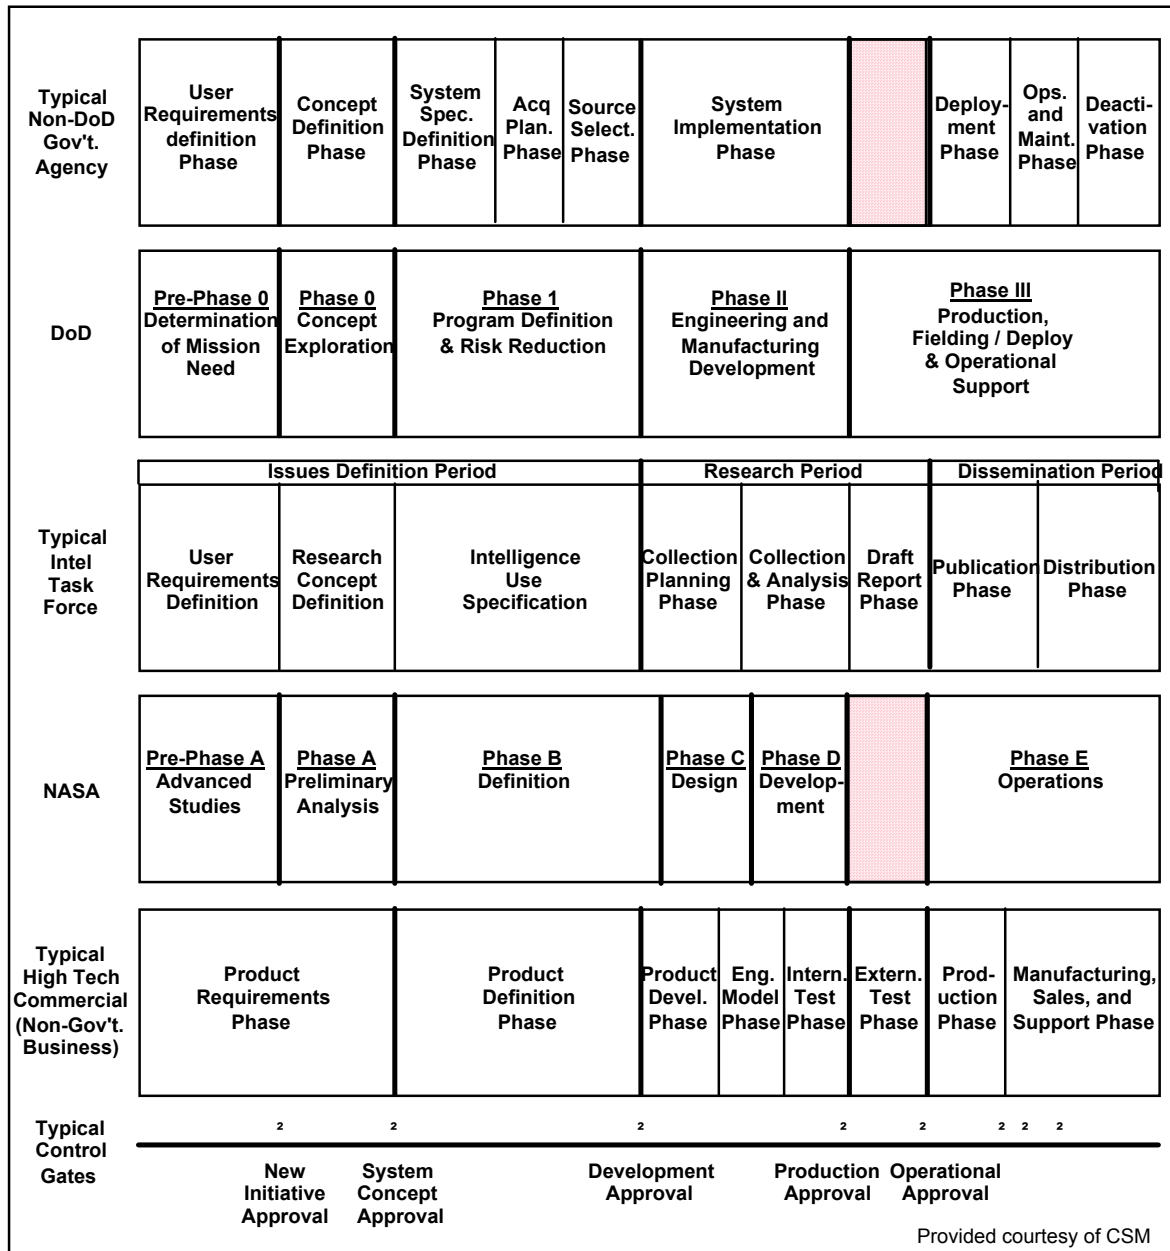 Typical
Non-DoD
Gov't.
Agency
User
Requirements
definition
Phase
Concept
Definition
Phase
System
Spec.
Definition
Phase
Acq
Plan.
Phase
Source
Select.
Phase
System
Implementation
Phase
Deploy-
ment
Phase
Ops.
and
Maint.
Phase
Deacti-
vation
Phase
DoD
Pre-Phase 0
Determination
of Mission
Need
Phase 0
Concept
Exploration
Phase 1
Program Definition
& Risk Reduction
Phase II
Engineering and
Manufacturing
Development
Phase III
Production,
Fielding / Deploy
& Operational
Support
Typical
Intel
Task
Force
Issues Definition Period
Research Period
Dissemination Period
User
Requirements
Definition
Research
Concept
Definition
Intelligence
Use
Specification
Collection
Planning
Phase
Collection
& Analysis
Phase
Draft
Report
Phase
Publication
Phase
Distribution
Phase
NASA
Pre-Phase A
Advanced
Studies
Phase A
Preliminary
Analysis
Phase B
Definition
Phase C
Design
Phase D
Develop-
ment
Phase E
Operations
Typical
High Tech
Commercial
(Non-Gov't.
Business)
Product
Requirements
Phase
Product
Definition
Phase
Product
Devel.
Phase
Eng.
Model
Phase
Intern.
Test
Phase
Extern.
Test
Phase
Prod-
uction
Phase
Manufacturing,
Sales, and
Support Phase
Typical
Control
Gates
² ² ² ² ² ² ² ²
New
Initiative
Approval
System
Concept
Approval
Development
Approval
Production
Approval
Operational
Approval
Provided courtesy of CSM